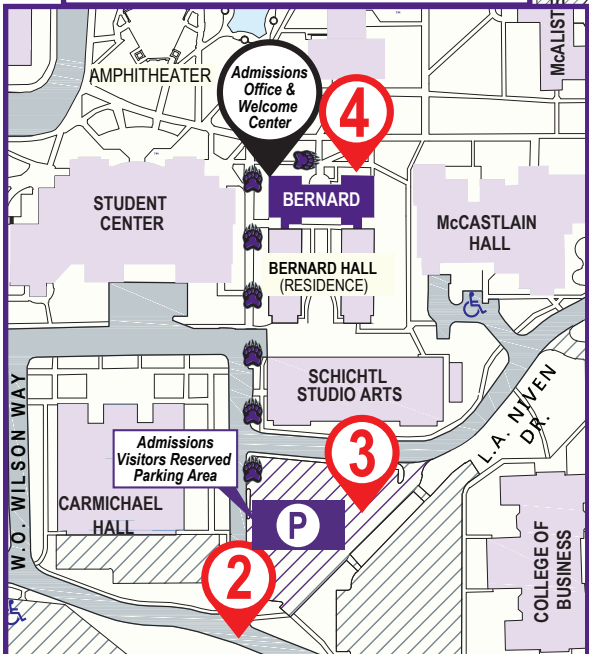 McALIST
AMPHITHEATER
Admissions
Office &
Welcome
Center
4
STUDENT
CENTER
BERNARD
McCASTLAIN
HALL
BERNARD HALL
(RESIDENCE)
SCHICHTL
STUDIO ARTS
W.O. WILSON WAY
L.A. NIVEN
DR.
Admissions
Visitors Reserved
Parking Area
3
CARMICHAEL
HALL
P
2
COLLEGE OF
BUSINESS